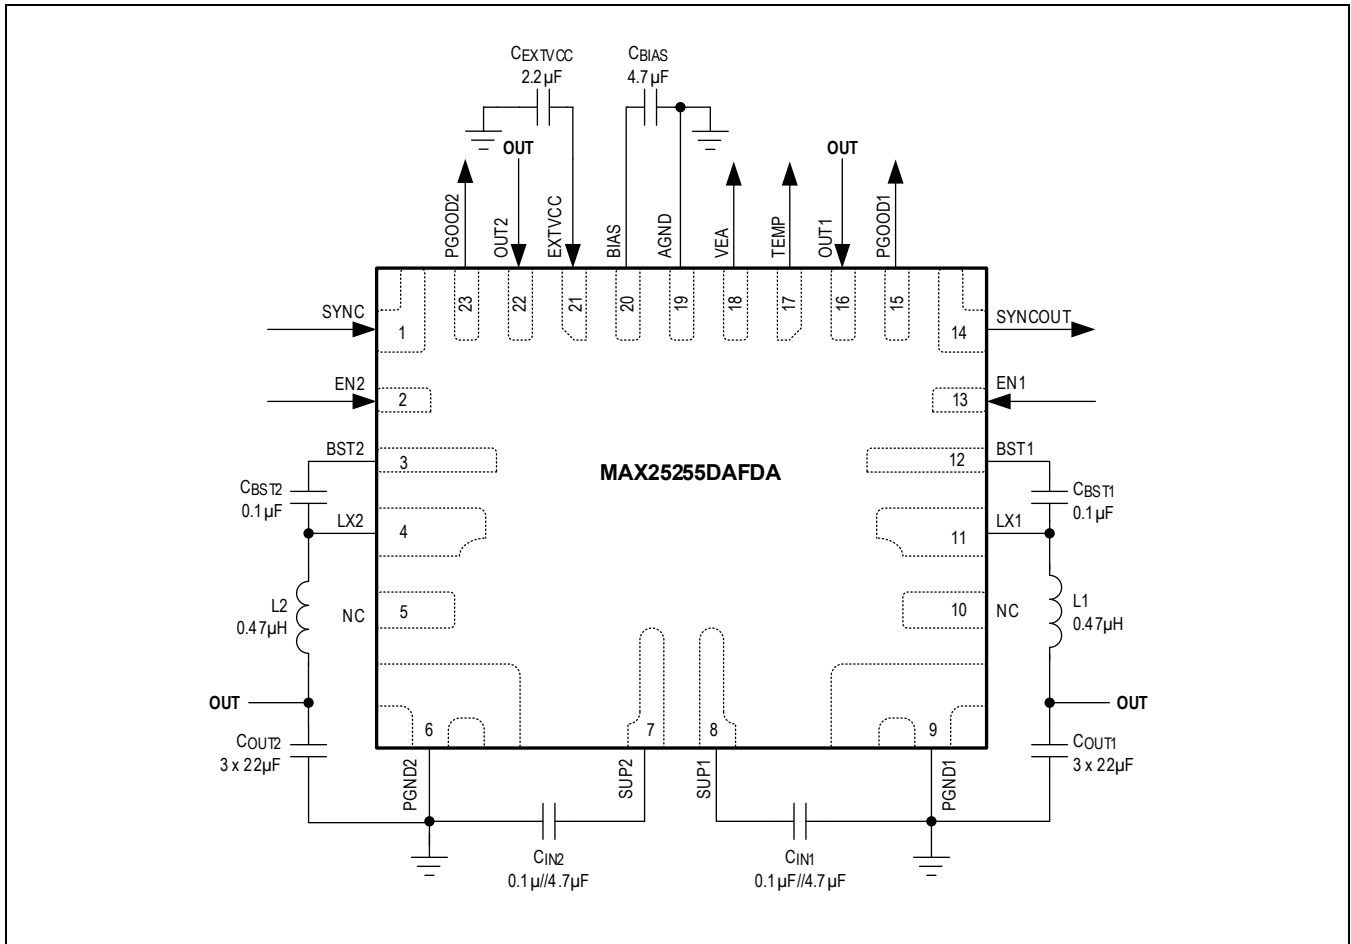 CEXTVCC
2.2µF
CBIAS
4.7µF
OUT
OUT
PGOOD2
OUT2
EXTVCC
BIAS
AGND
VEA
TEMP
OUT1
PGOOD1
23
22
21
20
19
18
17
16
15
SYNC
1
14
SYNCOUT
EN2
2
13
EN1
BST2
3
12
BST1
CBST2
0.1µF
MAX25255DAFDA
CBST1
0.1µF
LX2
4
11
LX1
L2
0.47µH
NC
5
10
NC
L1
0.47µH
OUT
OUT
6
7
8
9
COUT2
3 x 22µF
COUT1
3 x 22µF
PGND2
SUP2
SUP1
PGND1
CIN2
0.1µ//4.7µF
CIN1
0.1µF//4.7µF